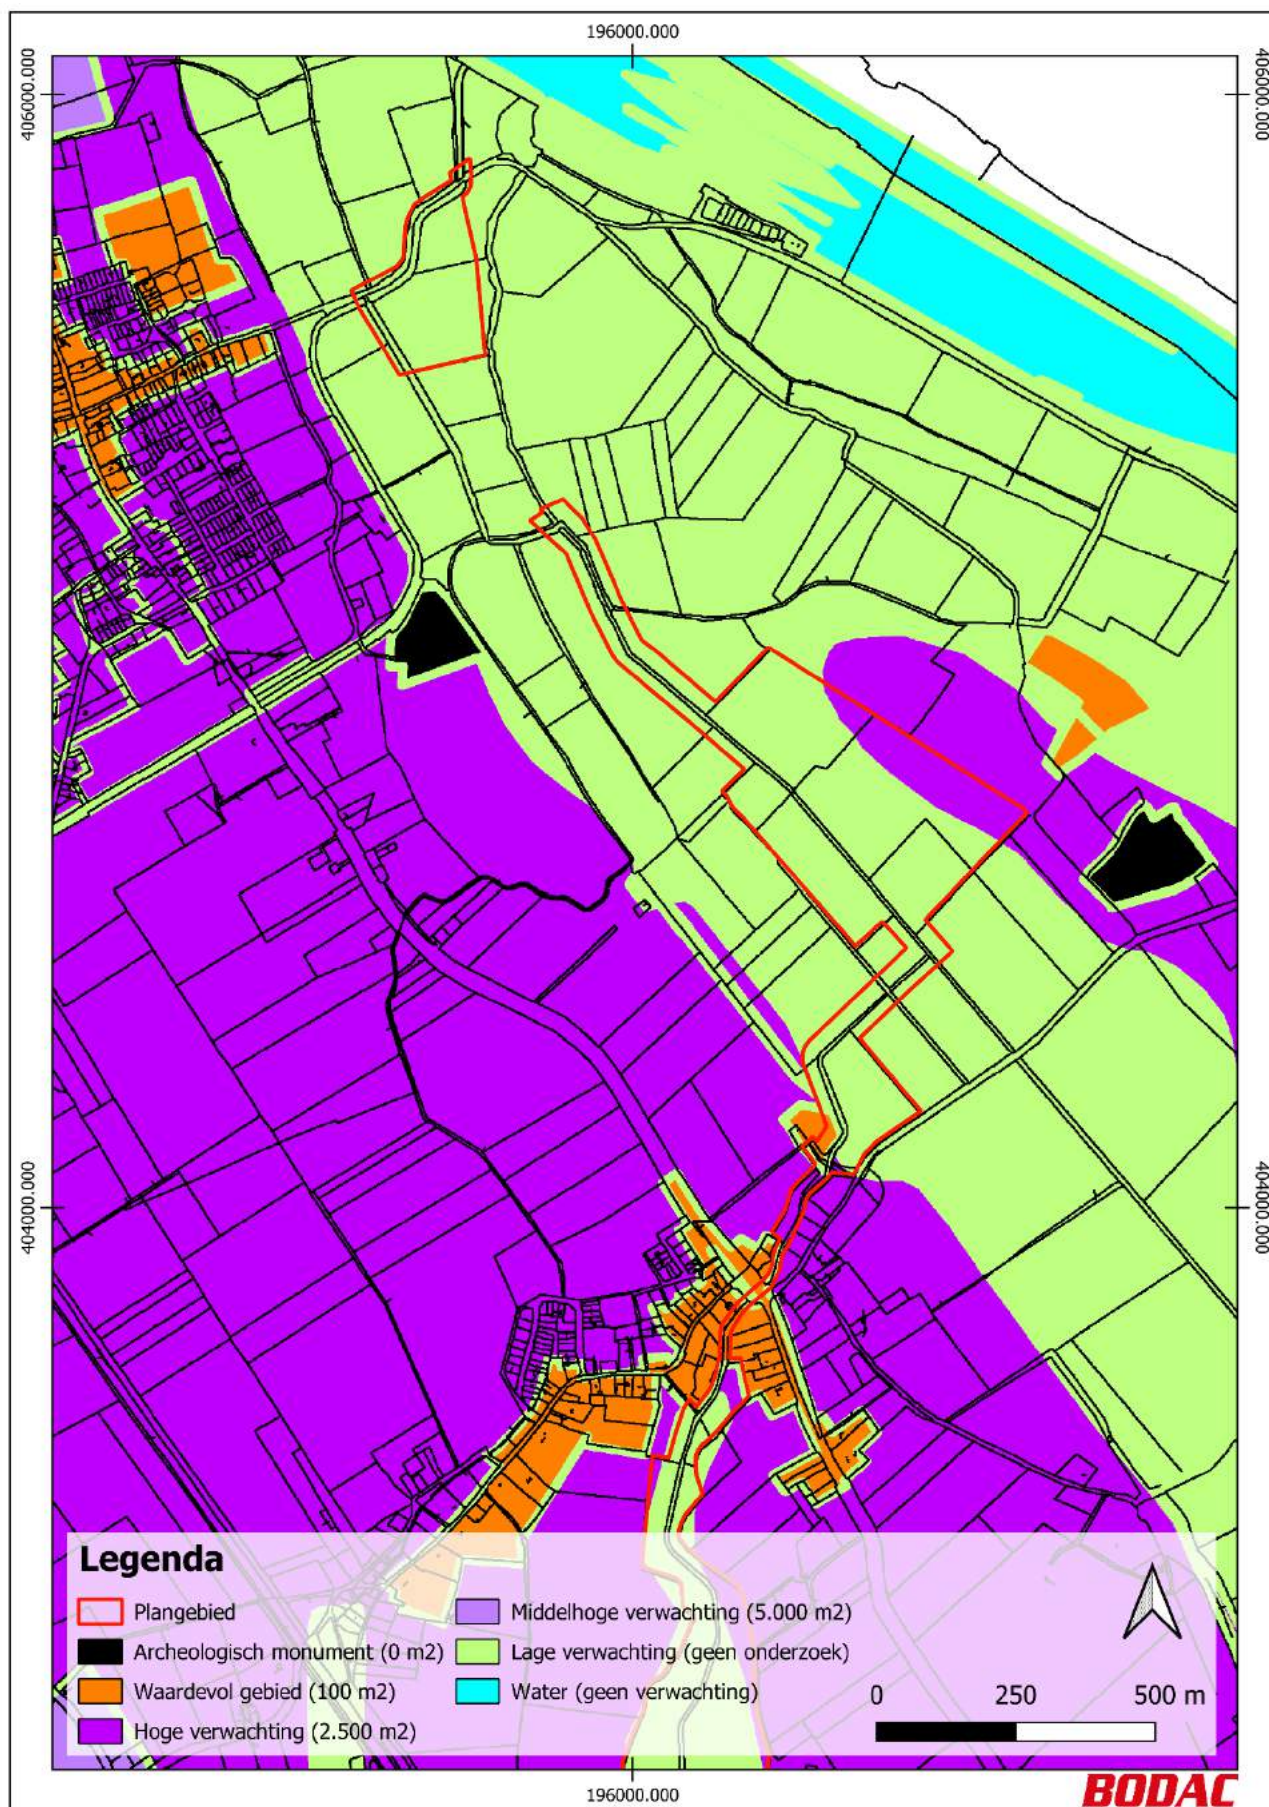 196000.000
406000.000
406000.000
404000.000
404000.000
Legenda
Plangebied
Archeologisch monument (0 m2)
Waardevol gebied (100 m2)
Hoge verwachting (2.500 m2)
Middelhoge verwachting (5.000 m2)
Lage verwachting (geen onderzoek)
Water (geen verwachting)
0 250 500 m
196000.000
BODAC